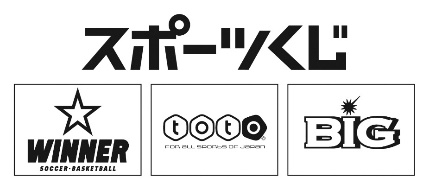 スポーツくじ
WINNER
SOCCER・BASKETBALL
toto
FOR ALL SPORTS OF JAPAN
BIG